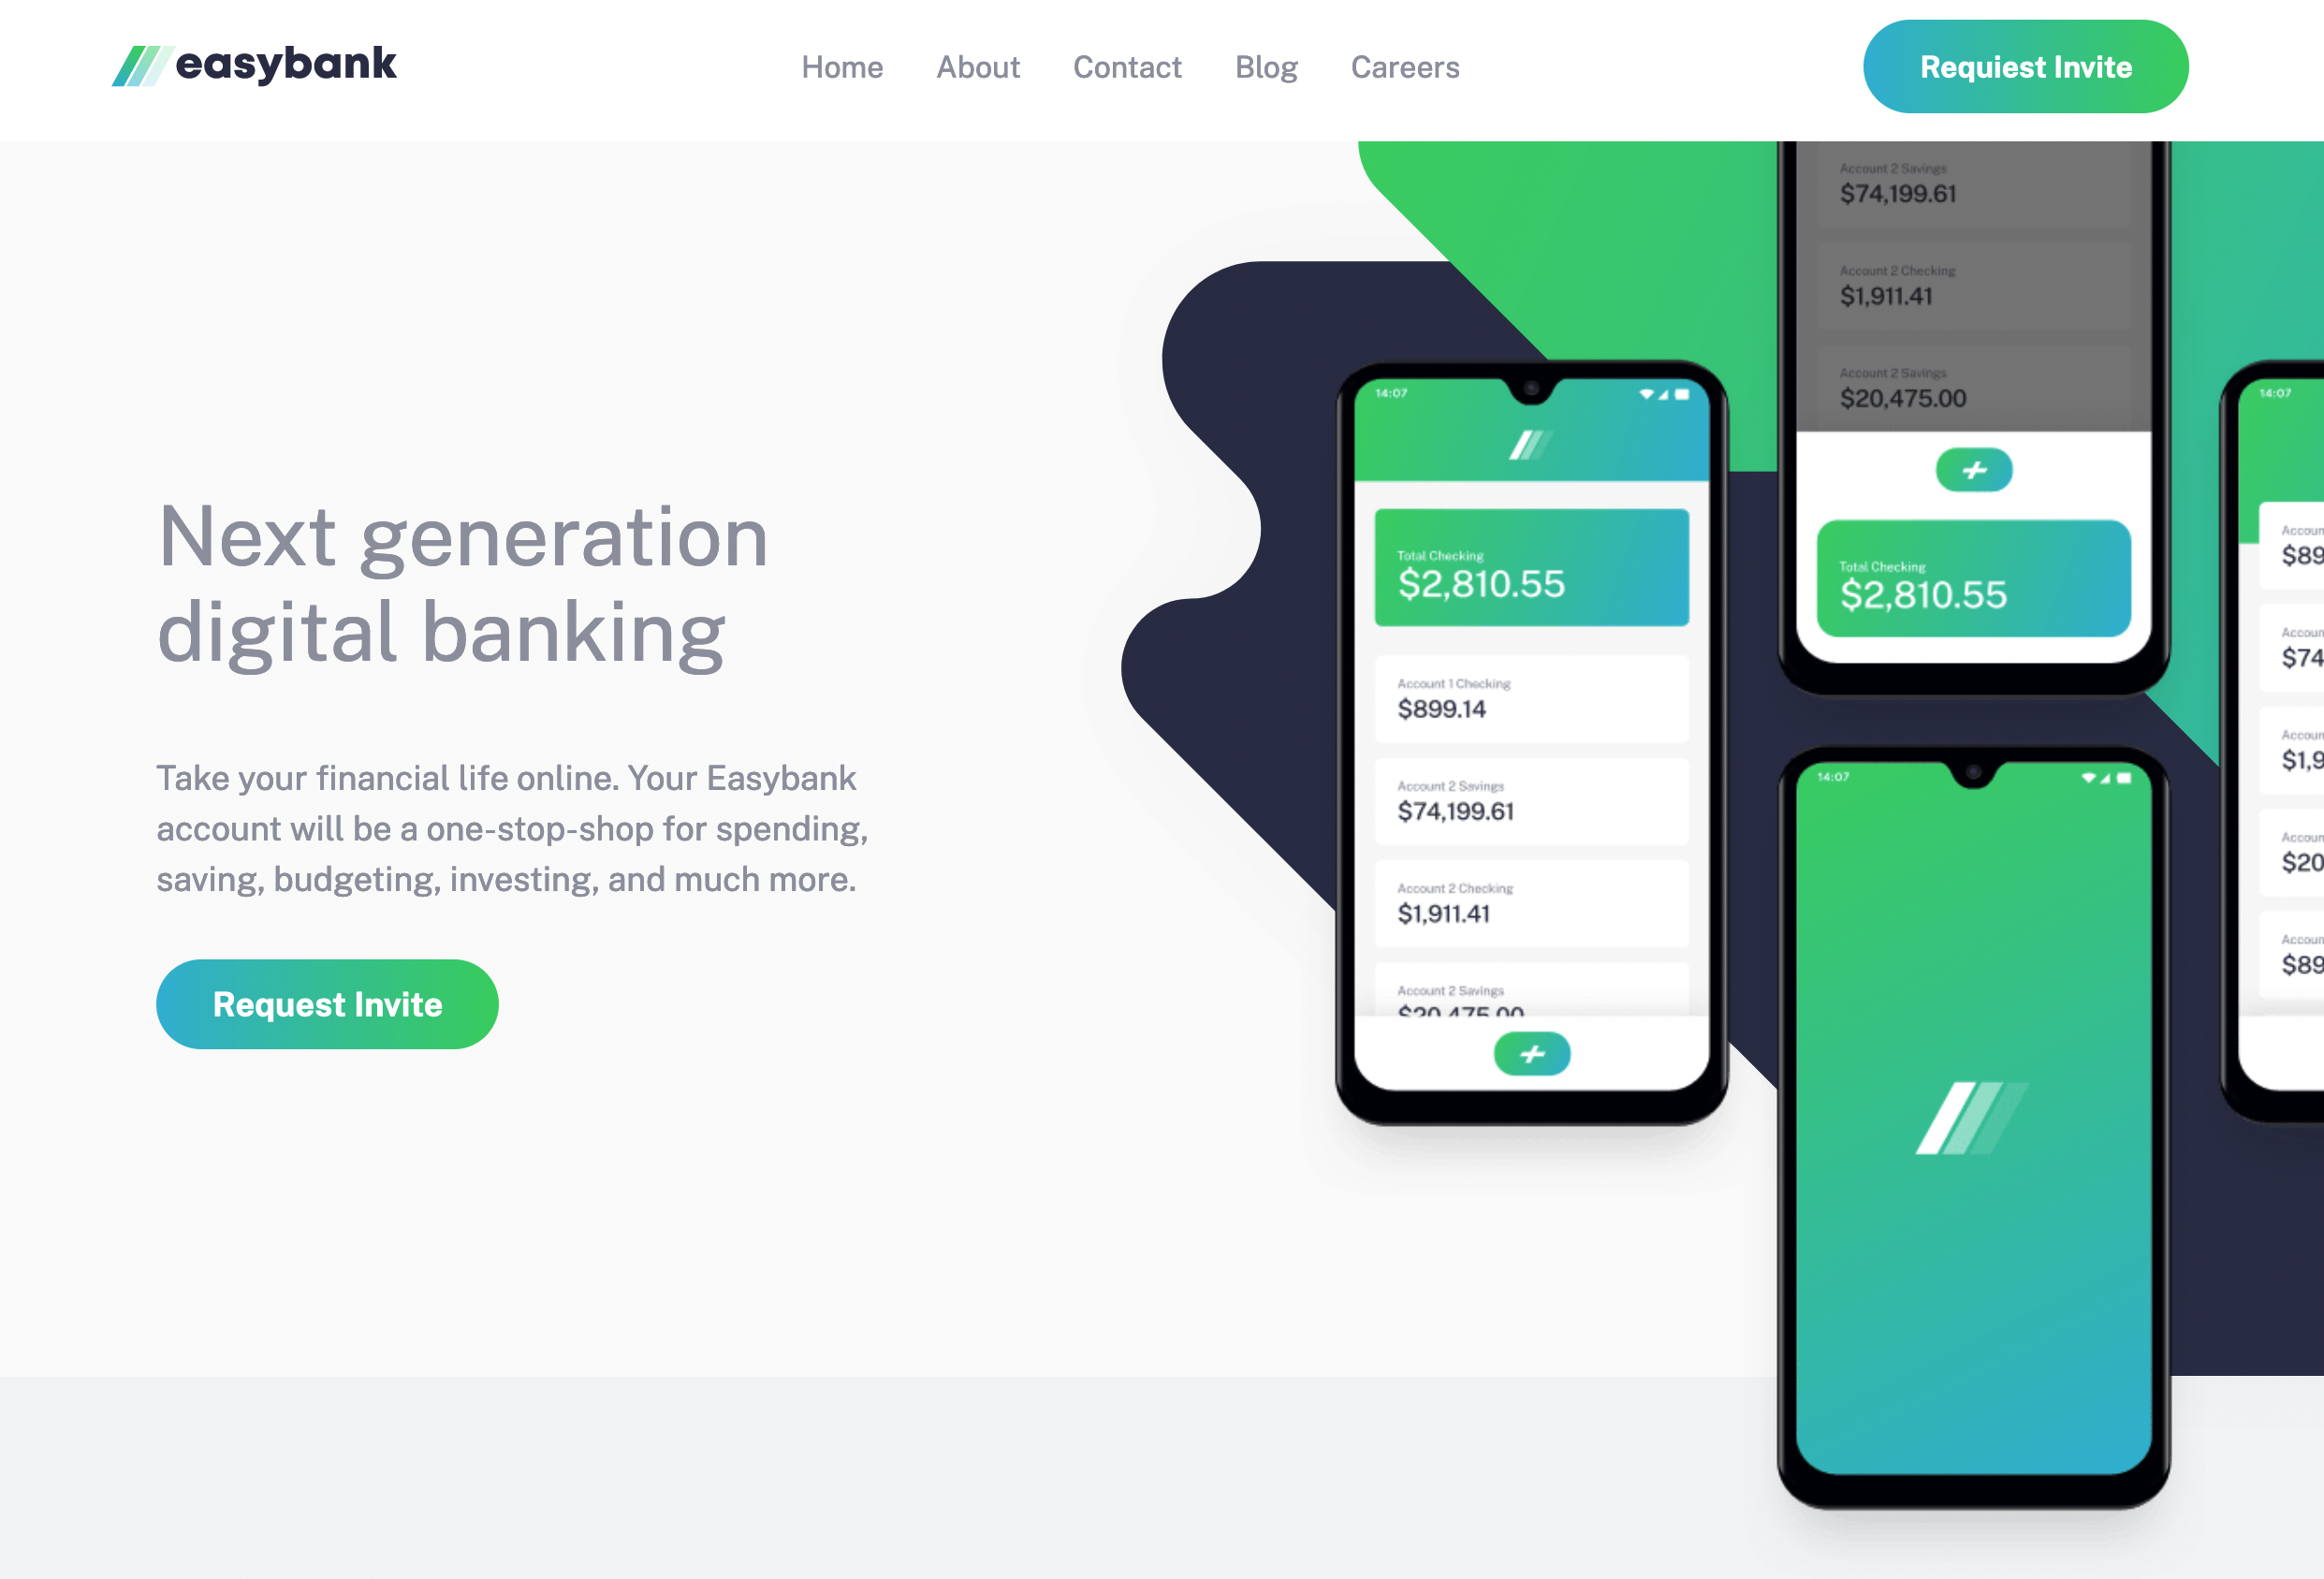 easybank
Home About Contact Blog Careers
Requiest Invite
Next generation
digital banking
Take your financial life online. Your Easybank
account will be a one-stop-shop for spending,
saving, budgeting, investing, and much more.
Request Invite
14:07
Total Checking
$2,810.55
Account 1 Checking
$899.14
Account 2 Savings
$74,199.61
Account 2 Checking
$1,911.41
Account 2 Savings
$20,475.00
Account 2 Savings
$74,199.61
Account 2 Checking
$1,911.41
Account 2 Savings
$20,475.00
Total Checking
$2,810.55
14:07
14:07
Accoun
$89
Accoun
$74
Accoun
$1,9
Accoun
$20
Accoun
$89